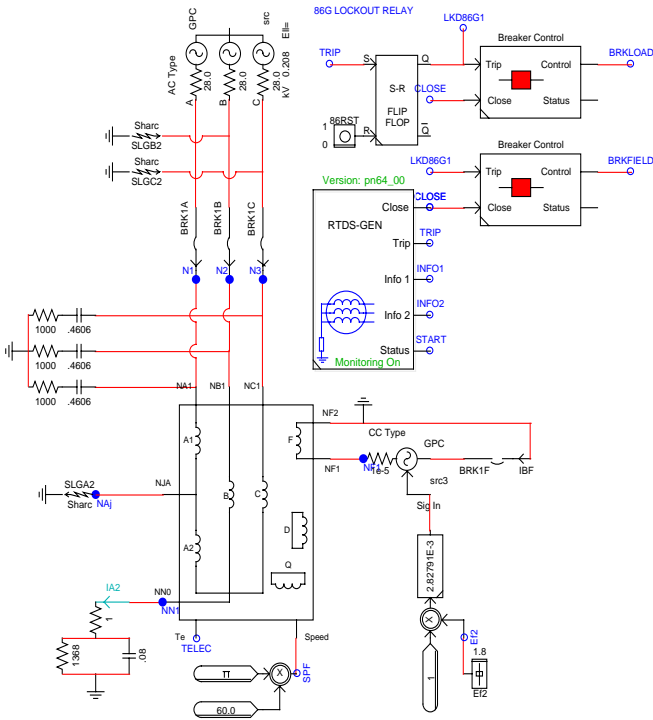 GPC
src
Ell=
kV 0.208
AC Type
28.0
28.0
28.0
A
B
C
Sharc
SLGB2
Sharc
SLGC2
BRK1A
BRK1B
BRK1C
N1
N2
N3
1000
.4606
1000
.4606
1000
.4606
NA1
NB1
NC1
86G LOCKOUT RELAY
LKD86G1
TRIP
S
Q
S-R
FLIP
FLOP
R
Q
86RST
1
0
CLOSE
Breaker Control
Trip
Control
Close
Status
BRKLOAD
LKD86G1
CLOSE
Breaker Control
Trip
Control
Close
Status
BRKFIELD
Version: pn64_00
RTDS-GEN
Close
Trip
Info 1
Info 2
Status
Monitoring On
TRIP
INFO1
INFO2
START
A1
A2
B
C
D
Q
F
NF2
NF1
NF1
CC Type
GPC
1e-5
src3
BRK1F
IBF
Sig In
2.82791E-3
X
1
Ef2
1.8
Ef2
SLGA2
Sharc
NAj
NJA
IA2
NN0
NN1
1
1368
.08
Te
TELEC
Speed
SPF
π
X
60.0